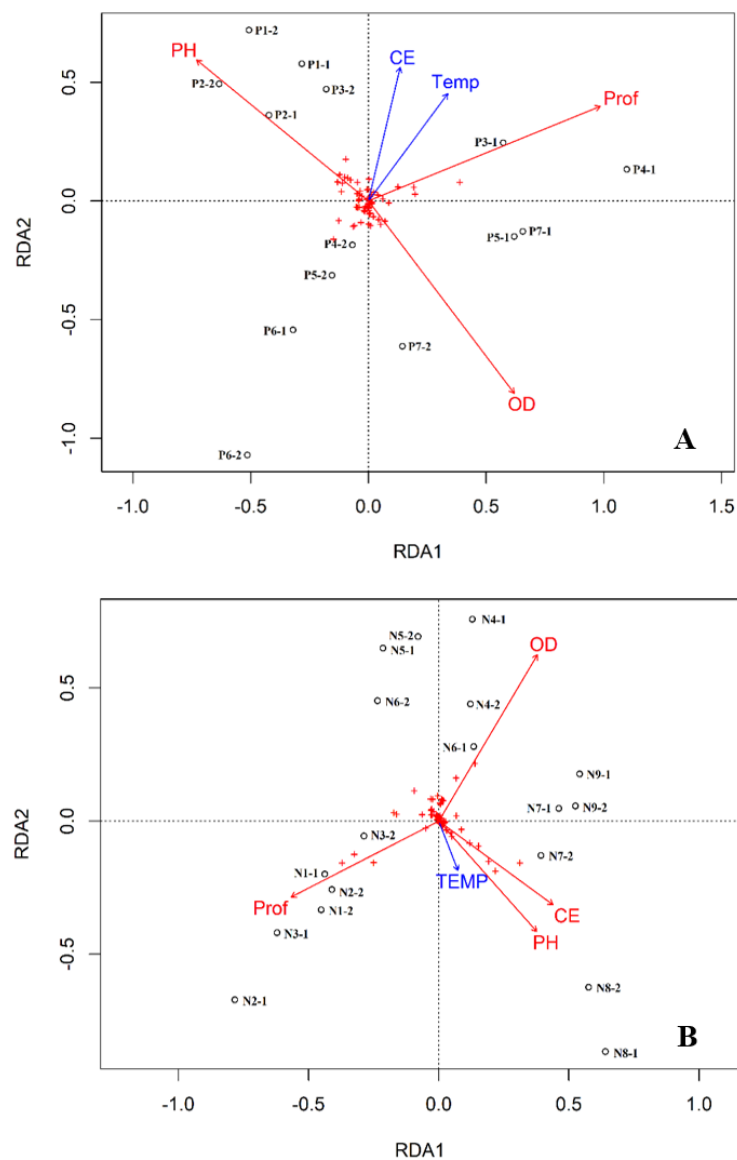 P1-2
PH
P1-1
CE
P2-2
P3-2
Temp
Prof
P2-1
P3-1
P4-1
P4-2
P5-1
P7-1
P5-2
P6-1
P7-2
OD
P6-2
A
0.5
0.0
-0.5
-1.0
RDA2
-1.0
-0.5
0.0
0.5
1.0
1.5
RDA1
N4-1
N5-2
N5-1
OD
N6-2
N4-2
N6-1
N9-1
N7-1
N9-2
N3-2
N7-2
N1-1
TEMP
N2-2
Prof
N1-2
CE
PH
N3-1
N2-1
N8-2
N8-1
B
0.5
0.0
-0.5
RDA2
-1.0
-0.5
0.0
0.5
1.0
RDA1